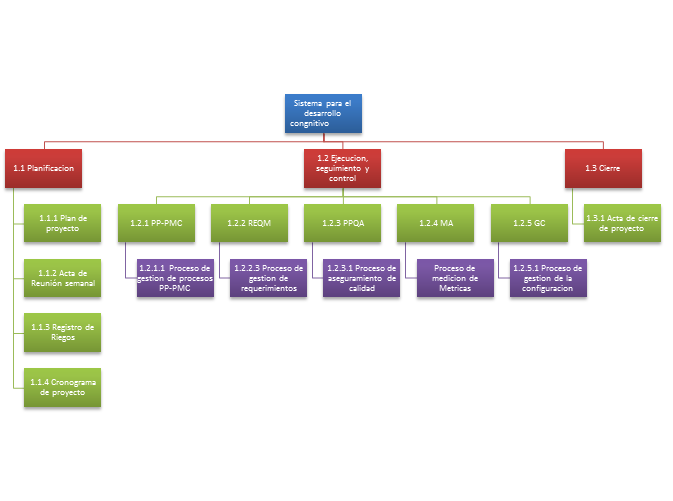 Sistema para el
desarrollo
congnitivo
1.1 Planificacion
1.2 Ejecucion,
seguimiento y
control
1.3 Cierre
1.1.1 Plan de
proyecto
1.2.1 PP-PMC
1.2.2 REQM
1.2.3 PPQA
1.2.4 MA
1.2.5 GC
1.3.1 Acta de cierre
de proyecto
1.1.2 Acta de
Reunión semanal
1.2.1.1 Proceso de
gestion de procesos
PP-PMC
1.2.2.3 Proceso de
gestion de
requerimientos
1.2.3.1 Proceso de
aseguramiento de
calidad
Proceso de
medicion de
Metricas
1.2.5.1 Proceso de
gestion de la
configuracion
1.1.3 Registro de
Riegos
1.1.4 Cronograma
de proyecto